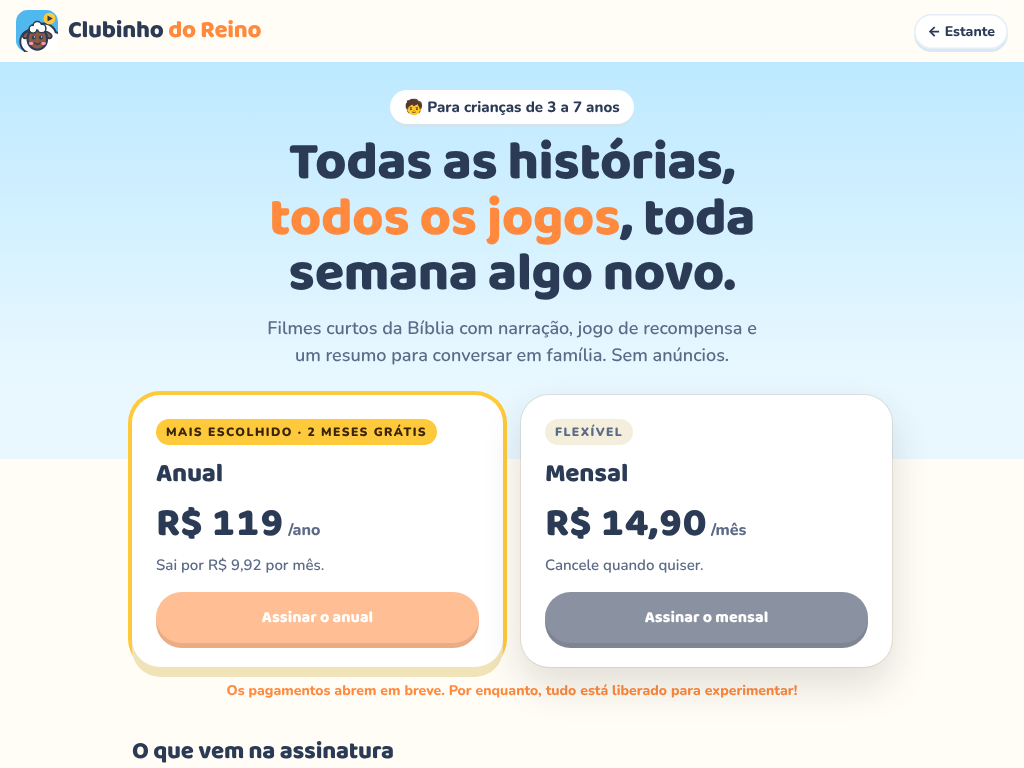 Clubinho do Reino
← Estante
Para crianças de 3 a 7 anos
Todas as histórias,
todos os jogos, toda
semana algo novo.
Filmes curtos da Bíblia com narração, jogo de recompensa e
um resumo para conversar em família. Sem anúncios.
MAIS ESCOLHIDO · 2 MESES GRÁTIS
Anual
R$ 119 /ano
Sai por R$ 9,92 por mês.
Assinar o anual
FLEXÍVEL
Mensal
R$ 14,90 /mês
Cancele quando quiser.
Assinar o mensal
Os pagamentos abrem em breve. Por enquanto, tudo está liberado para experimentar!
O que vem na assinatura